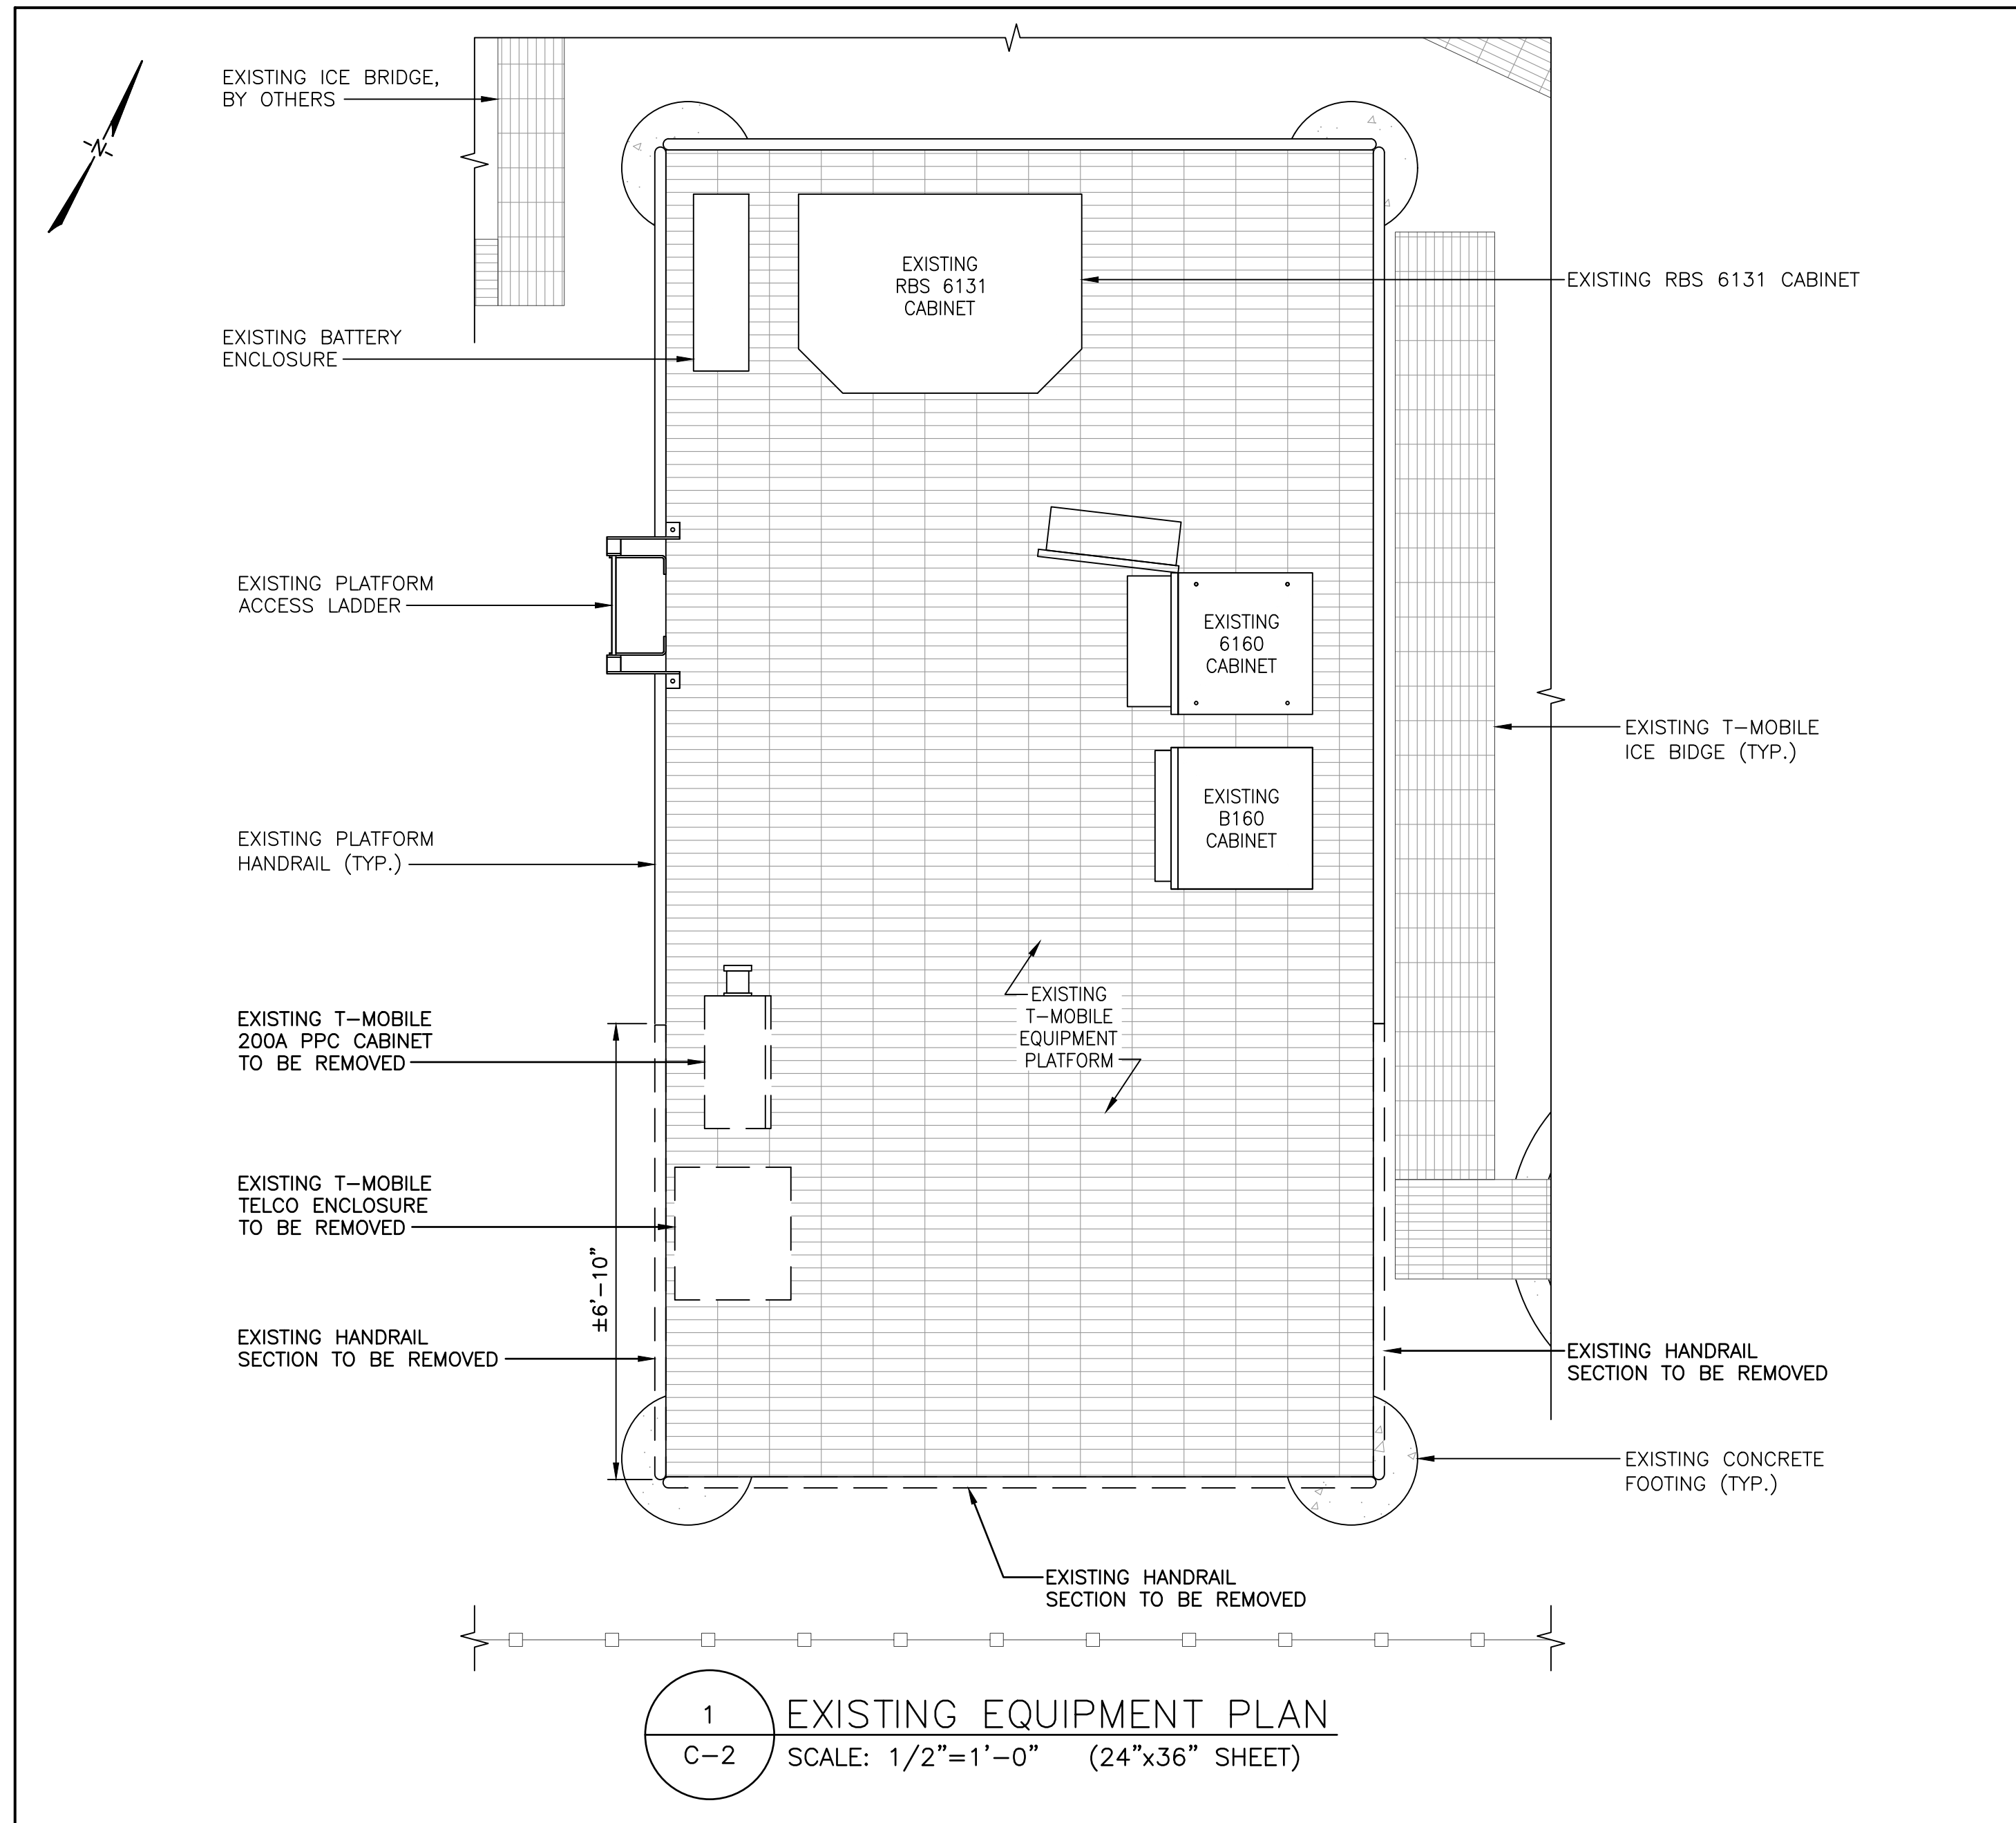 EXISTING ICE BRIDGE,
BY OTHERS
N
EXISTING
RBS 6131
CABINET
EXISTING RBS 6131 CABINET
EXISTING BATTERY
ENCLOSURE
EXISTING PLATFORM
ACCESS LADDER
EXISTING
6160
CABINET
EXISTING T-MOBILE
ICE BIDGE (TYP.)
EXISTING
B160
CABINET
EXISTING PLATFORM
HANDRAIL (TYP.)
EXISTING
T-MOBILE
EQUIPMENT
PLATFORM
EXISTING T-MOBILE
200A PPC CABINET
TO BE REMOVED
EXISTING T-MOBILE
TELCO ENCLOSURE
TO BE REMOVED
±6'-10"
EXISTING HANDRAIL
SECTION TO BE REMOVED
EXISTING HANDRAIL
SECTION TO BE REMOVED
EXISTING CONCRETE
FOOTING (TYP.)
EXISTING HANDRAIL
SECTION TO BE REMOVED
1
C-2
EXISTING EQUIPMENT PLAN
SCALE: 1/2"=1'-0" (24"x36" SHEET)